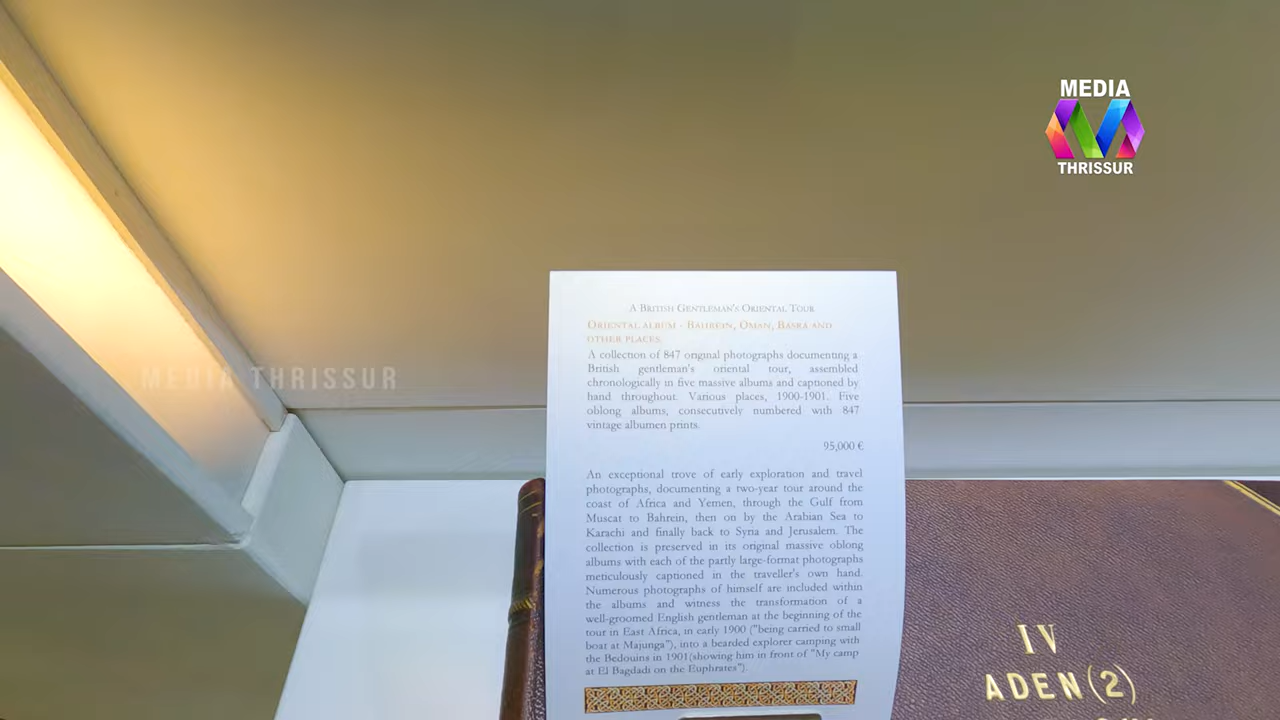 MEDIA
THRISSUR
MEDIA THRISSUR
A British Gentleman's Oriental Tour
Oriental album - Bahrein, Oman, Basra and
other places.
A collection of 847 original photographs documenting a
British gentleman's oriental tour, assembled
chronologically in five massive albums and captioned by
hand throughout. Various places, 1900-1901. Five
oblong albums, consecutively numbered with 847
vintage albumen prints.
95,000 €
An exceptional trove of early exploration and travel
photographs, documenting a two-year tour around the
coast of Africa and Yemen, through the Gulf from
Muscat to Bahrein, then on by the Arabian Sea to
Karachi and finally back to Syria and Jerusalem. The
collection is preserved in its original massive oblong
albums with each of the partly large-format photographs
meticulously captioned in the traveller's own hand.
Numerous photographs of himself are included within
the albums and witness the transformation of a
well-groomed English gentleman at the beginning of the
tour in East Africa, in early 1900 ("being carried to small
boat at Majunga"), into a bearded explorer camping with
the Bedouins in 1901(showing him in front of "My camp
at El Bagdadi on the Euphrates")
IV
ADEN(2)